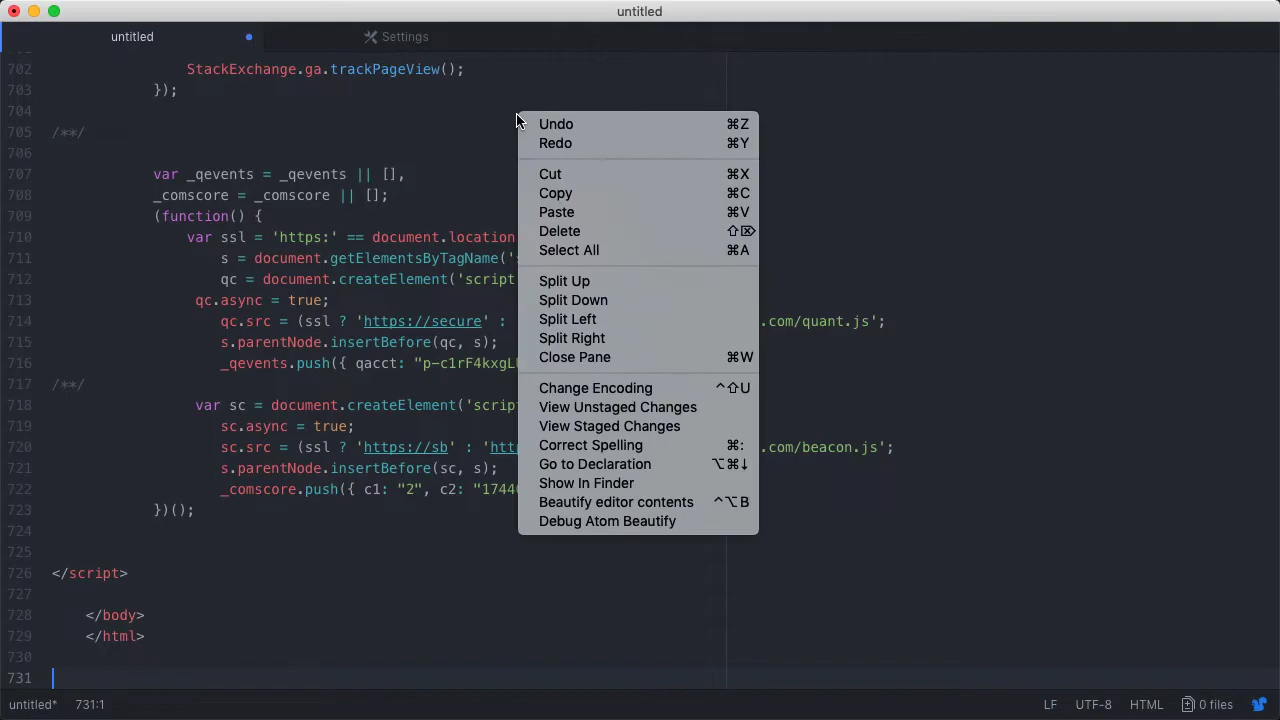 untitled
untitled
Settings
702 StackExchange.ga.trackPageView();
703 });
704
705 /**/
706
707 var _qevents = _qevents || [],
708 _comscore = _comscore || [];
709 (function() {
710 var ssl = 'https:' == document.location
711 s = document.getElementsByTagName('
712 qc = document.createElement('script
713 qc.async = true;
714 qc.src = (ssl ? 'https://secure' : .com/quant.js';
715 s.parentNode.insertBefore(qc, s);
716 _qevents.push({ qacct: "p-c1rF4kxgL
717 /**/
718 var sc = document.createElement('script
719 sc.async = true;
720 sc.src = (ssl ? 'https://sb' : 'http .com/beacon.js';
721 s.parentNode.insertBefore(sc, s);
722 _comscore.push({ c1: "2", c2: "1744
723 })();
724
725
726 </script>
727
728 </body>
729 </html>
730
731
Undo ⌘Z
Redo ⌘Y
Cut ⌘X
Copy ⌘C
Paste ⌘V
Delete ⇧⌦
Select All ⌘A
Split Up
Split Down
Split Left
Split Right
Close Pane ⌘W
Change Encoding ^⇧U
View Unstaged Changes
View Staged Changes
Correct Spelling ⌘:
Go to Declaration ⌥⌘↓
Show In Finder
Beautify editor contents ^⌥B
Debug Atom Beautify
untitled* 731:1 LF UTF-8 HTML 0 files